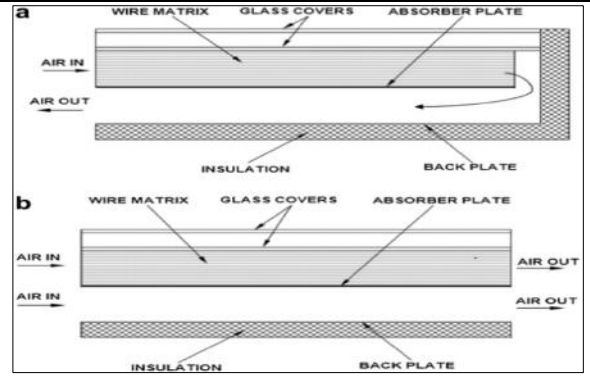 a
WIRE MATRIX GLASS COVERS ABSORBER PLATE
AIR IN
AIR OUT
INSULATION BACK PLATE
b
WIRE MATRIX GLASS COVERS ABSORBER PLATE
AIR IN AIR OUT
AIR IN AIR OUT
INSULATION BACK PLATE